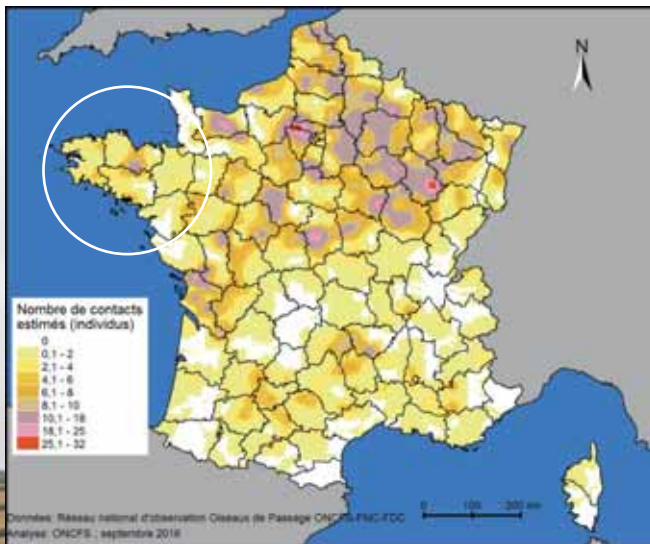 N
Nombre de contacts
estimés (individus)
0
0,1 - 2
2,1 - 4
4,1 - 6
6,1 - 8
8,1 - 10
10,1 - 18
18,1 - 25
25,1 - 32
0 100 200 km
Données: Réseau national d'observation Oiseaux de Passage ONCFS-FNC-FDC
Analyse: ONCFS ; septembre 2016